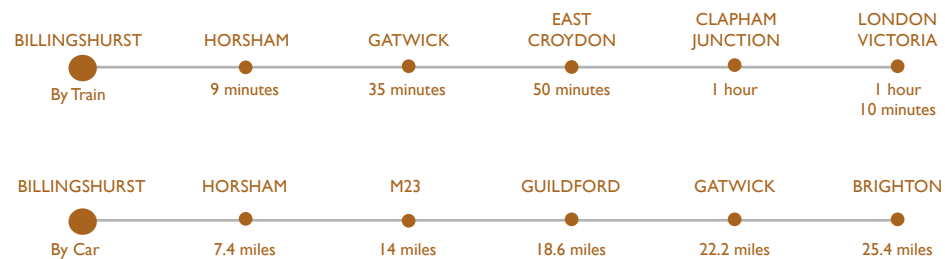 BILLINGSHURST
HORSHAM
GATWICK
EAST
CROYDON
CLAPHAM
JUNCTION
LONDON
VICTORIA
By Train
9 minutes
35 minutes
50 minutes
1 hour
1 hour
10 minutes
BILLINGSHURST
HORSHAM
M23
GUILDFORD
GATWICK
BRIGHTON
By Car
7.4 miles
14 miles
18.6 miles
22.2 miles
25.4 miles